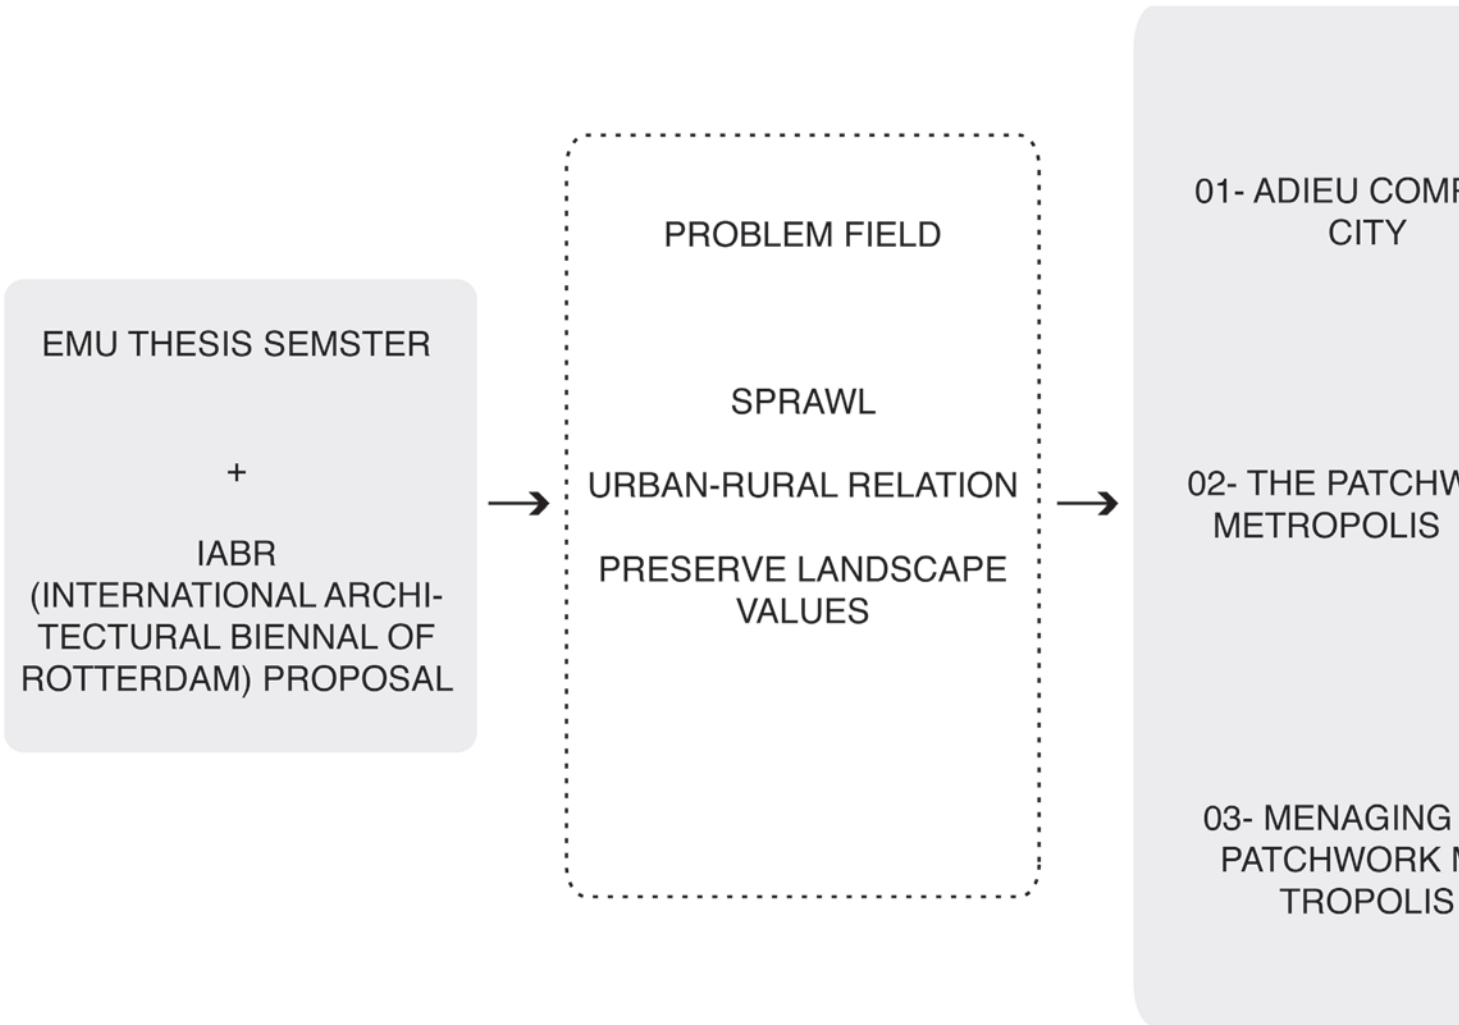 EMU THESIS SEMSTER
+
IABR
(INTERNATIONAL ARCHI-
TECTURAL BIENNAL OF
ROTTERDAM) PROPOSAL
PROBLEM FIELD
SPRAWL
URBAN-RURAL RELATION
PRESERVE LANDSCAPE
VALUES
01- ADIEU
CITY
02- THE
METROPOLIS
03- MENAGING
PATCHWORK
TROPOLIS